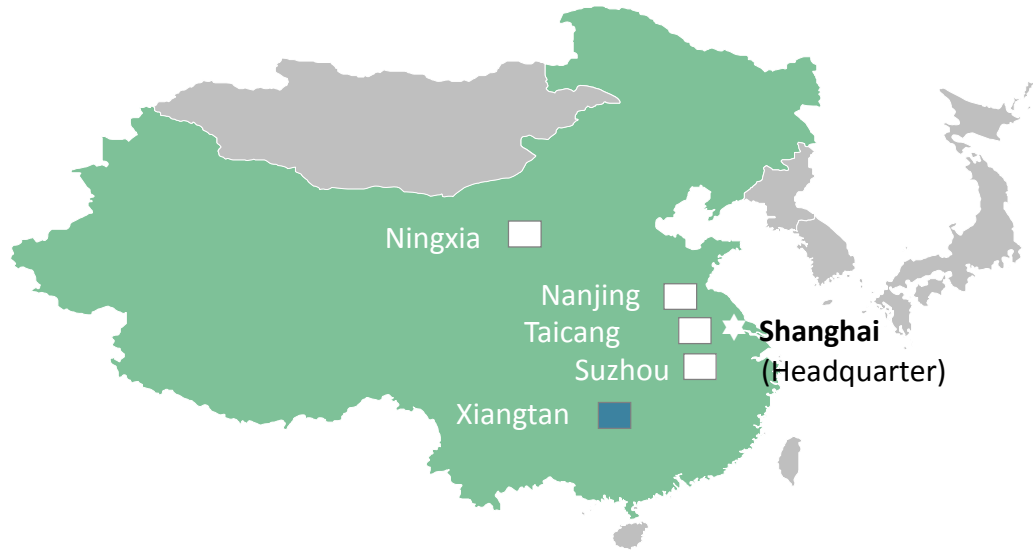 Ningxia
Nanjing
Taicang
Shanghai
Suzhou
(Headquarter)
Xiangtan